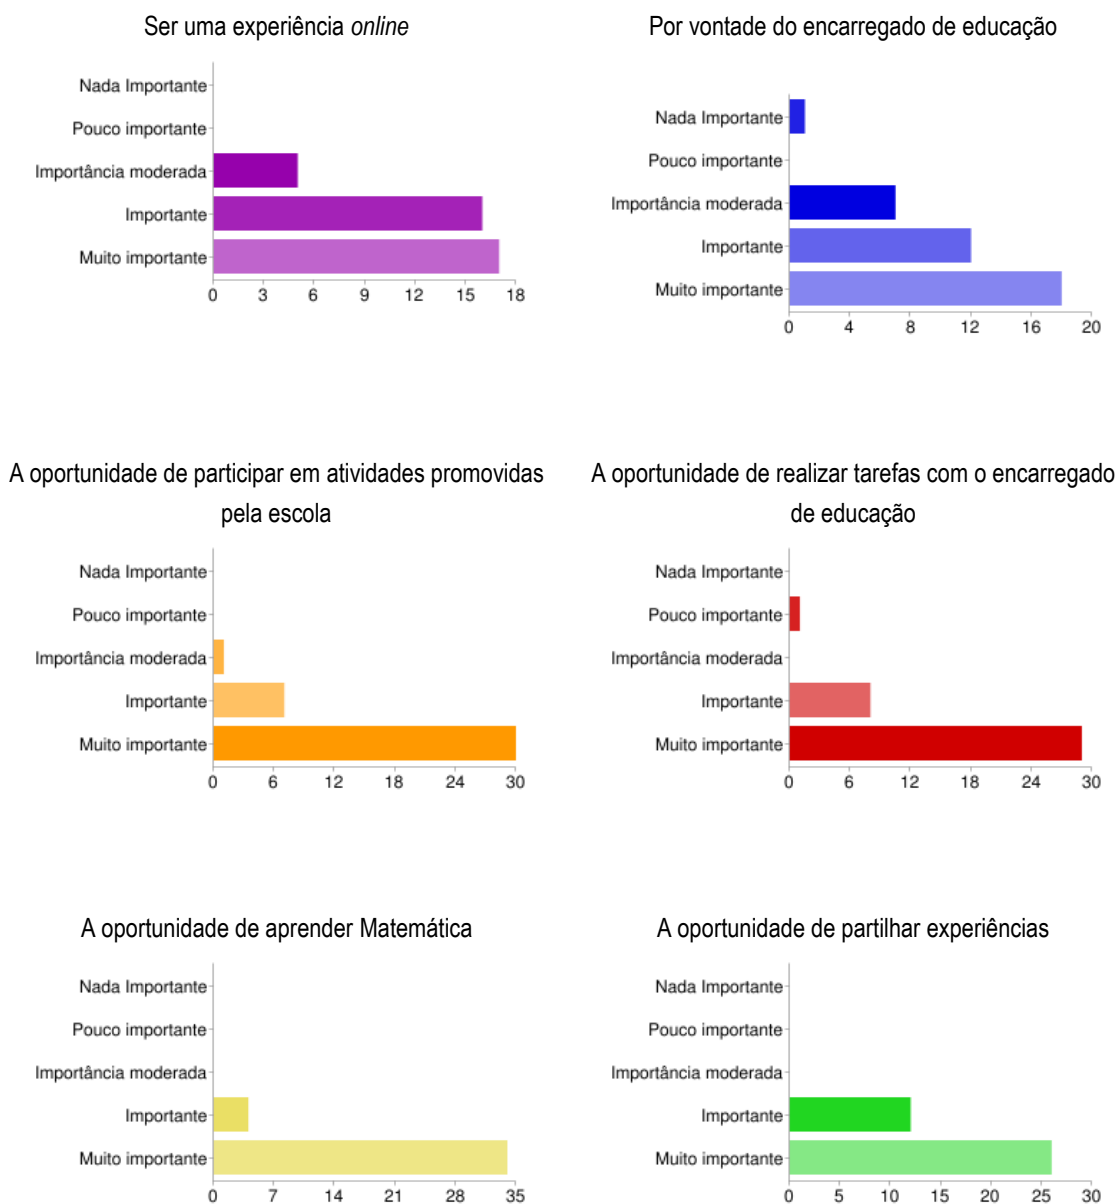 Ser uma experiência online
Nada Importante
Pouco importante
Importância moderada
Importante
Muito importante
0 3 6 9 12 15 18
Por vontade do encarregado de educação
Nada Importante
Pouco importante
Importância moderada
Importante
Muito importante
0 4 8 12 16 20
A oportunidade de participar em atividades promovidas
pela escola
Nada Importante
Pouco importante
Importância moderada
Importante
Muito importante
0 6 12 18 24 30
A oportunidade de realizar tarefas com o encarregado
de educação
Nada Importante
Pouco importante
Importância moderada
Importante
Muito importante
0 6 12 18 24 30
A oportunidade de aprender Matemática
Nada Importante
Pouco importante
Importância moderada
Importante
Muito importante
0 7 14 21 28 35
A oportunidade de partilhar experiências
Nada Importante
Pouco importante
Importância moderada
Importante
Muito importante
0 5 10 15 20 25 30